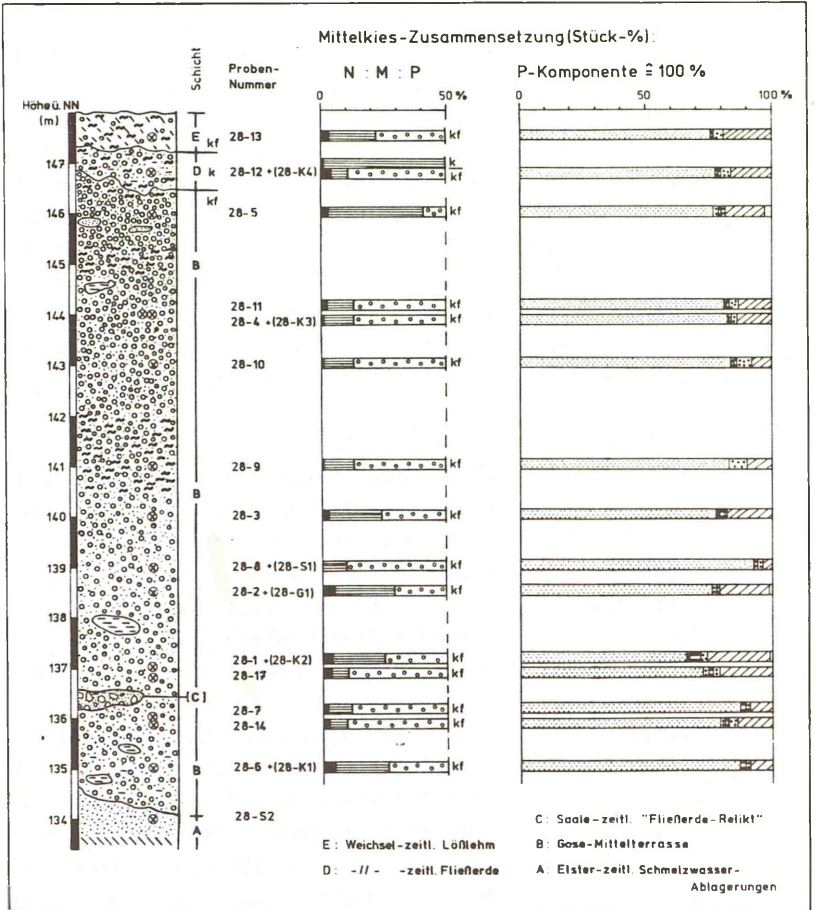 Mittelkies-Zusammensetzung (Stück-%):
Schicht
Proben-
Nummer
N : M : P
P-Komponente ≙ 100 %
0 50 %
0 50 100 %
Höhe ü. NN
(m)
E kf 28-13 kf
147
D k 28-12 +(28-K4) k
kf
kf
146 28-5 kf
145 B
28-11 kf
144 28-4 +(28-K3) kf
143 28-10 kf
142
141 28-9 kf
B
140 28-3 kf
139 28-8 +(28-S1) kf
28-2 +(28-G1) kf
138
28-1 +(28-K2) kf
137 28-17 kf
(C)
28-7 kf
136 28-14 kf
135 B 28-6 +(28-K1) kf
134 28-S2
A
C: Saale-zeitl. "Fließerde-Relikt"
E: Weichsel-zeitl. Lößlehm B: Gose-Mittelterrasse
D: -//- -zeitl. Fließerde A: Elster-zeitl. Schmelzwasser-
Ablagerungen